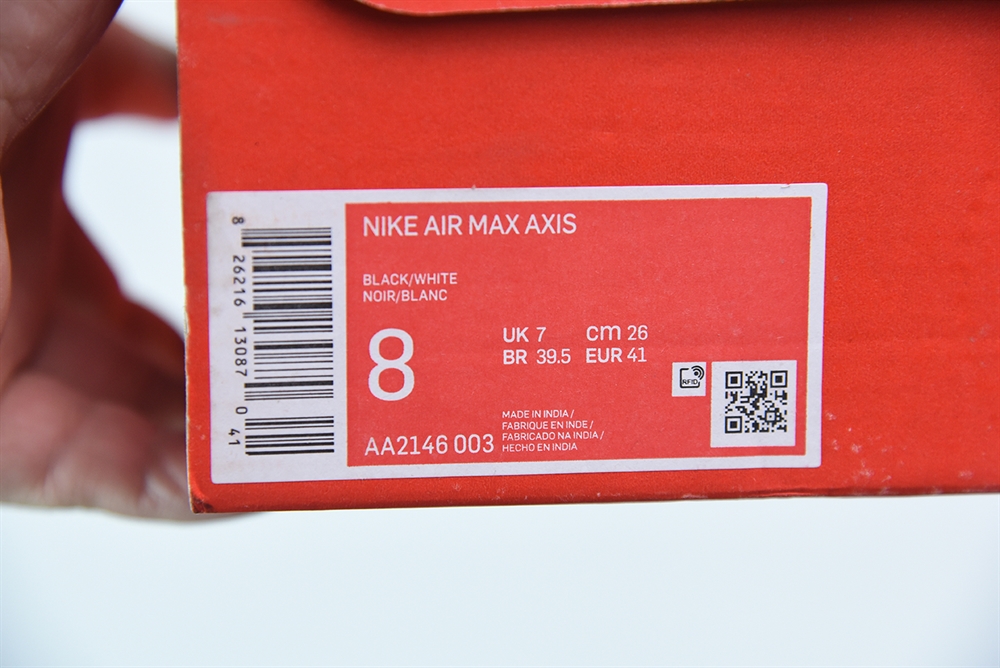 NIKE AIR MAX AXIS
BLACK/WHITE
NOIR/BLANC
8
UK 7 cm 26
BR 39.5 EUR 41
RFID
MADE IN INDIA /
FABRIQUE EN INDE /
FABRICADO NA INDIA /
HECHO EN INDIA
AA2146 003
8 26216 13087 0 41